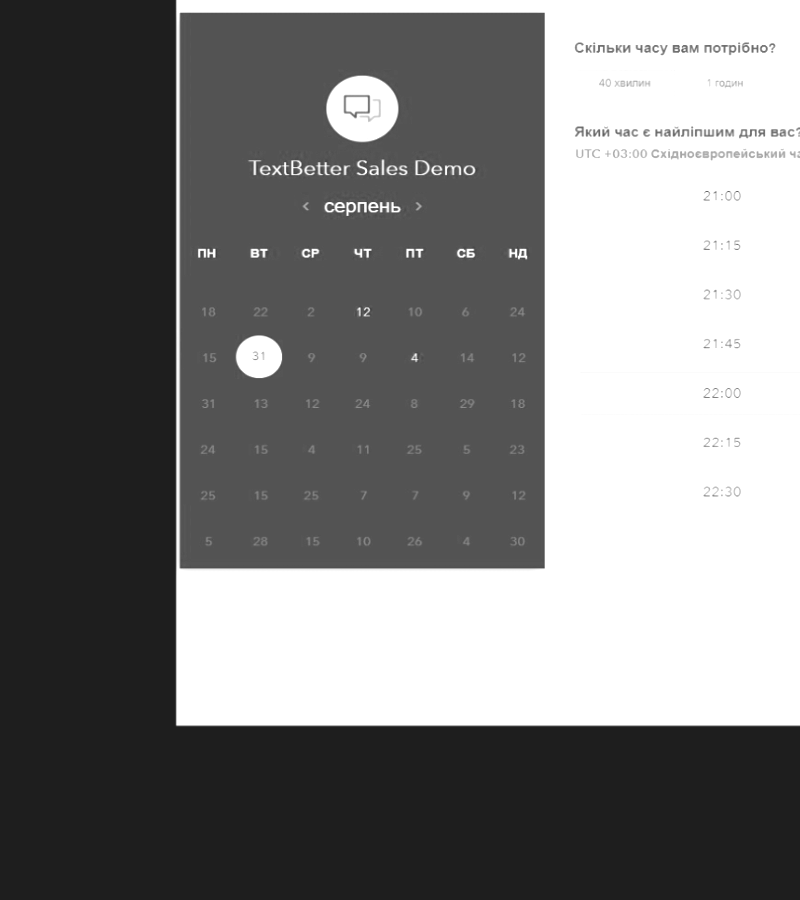 Скільки часу вам потрібно?
40 хвилин 1 годин
Який час є найліпшим для вас?
UTC +03:00 Східноєвропейський
TextBetter Sales Demo
< серпень >
ПН ВТ СР ЧТ ПТ СБ НД
18 22 2 12 10 6 24
15 31 9 9 4 14 12
31 13 12 24 8 29 18
24 15 4 11 25 5 23
25 15 25 7 7 9 12
5 28 15 10 26 4 30
21:00
21:15
21:30
21:45
22:00
22:15
22:30